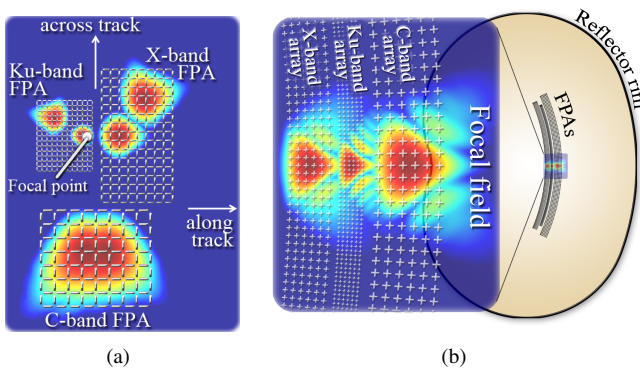 across track
X-band
FPA
Ku-band
FPA
Focal point
along
track
C-band FPA
(a)
X-band
array
Ku-band
array
C-band
array
Focal field
FPAs
Reflector rim
(b)